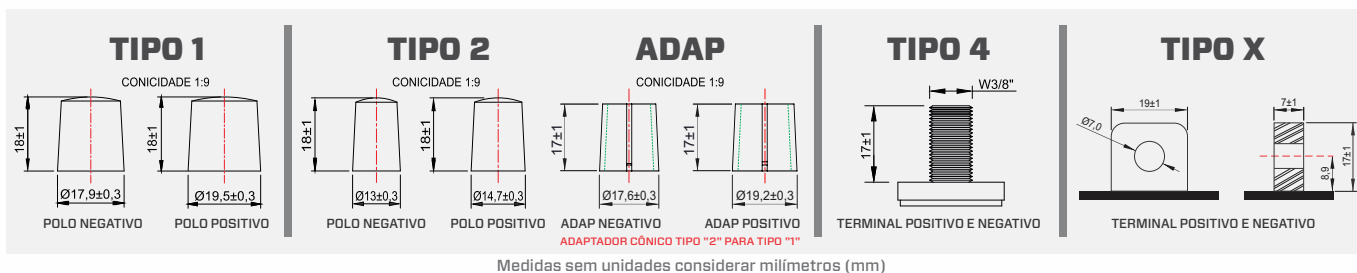 TIPO 1
CONICIDADE 1:9
18±1
18±1
Ø17,9±0,3
Ø19,5±0,3
POLO NEGATIVO
POLO POSITIVO
TIPO 2
CONICIDADE 1:9
18±1
18±1
Ø13±0,3
Ø14,7±0,3
POLO NEGATIVO
POLO POSITIVO
ADAP
CONICIDADE 1:9
17±1
17±1
Ø17,6±0,3
Ø19,2±0,3
ADAP NEGATIVO
ADAP POSITIVO
ADAPTADOR CÔNICO TIPO "2" PARA TIPO "1"
TIPO 4
W3/8"
17±1
TERMINAL POSITIVO E NEGATIVO
TIPO X
19±1
7±1
Ø7,0
17±1
8,9
TERMINAL POSITIVO E NEGATIVO
Medidas sem unidades considerar milímetros (mm)